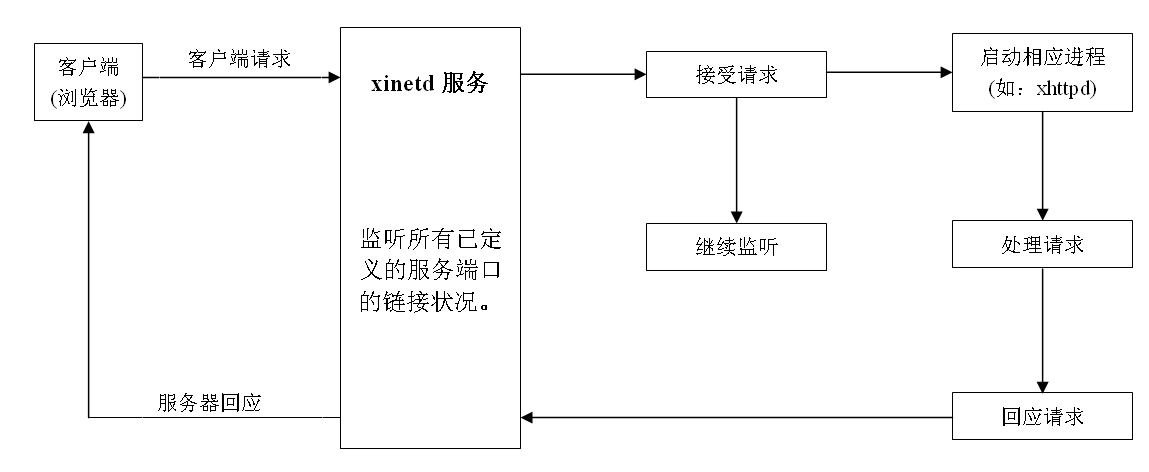 客户端
(浏览器)
客户端请求
xinetd 服务
监听所有已定
义的服务端口
的链接状况。
接受请求
继续监听
启动相应进程
(如：xhttpd)
处理请求
回应请求
服务器回应